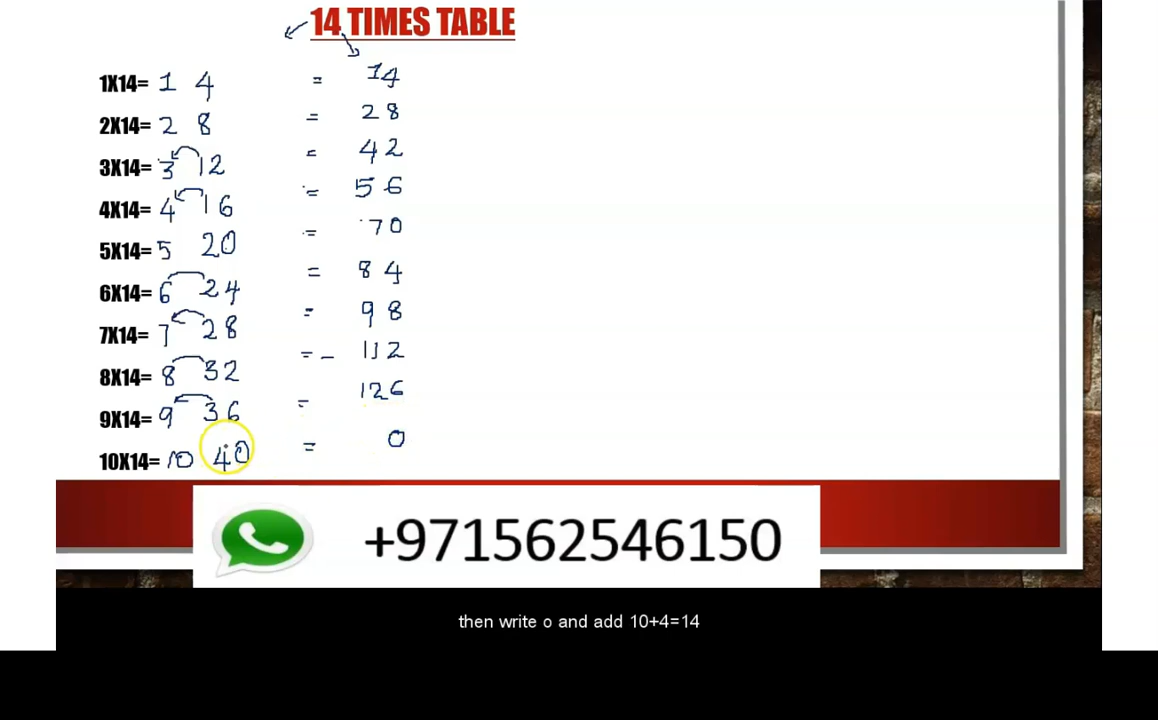 14 TIMES TABLE
1X14= 1 4 = 14
2X14= 2 8 = 28
3X14= 3 12 = 42
4X14= 4 16 = 56
5X14= 5 20 = 70
6X14= 6 24 = 84
7X14= 7 28 = 98
8X14= 8 32 = - 112
9X14= 9 36 = 126
10X14= 10 40 = 0
+971562546150
then write o and add 10+4=14